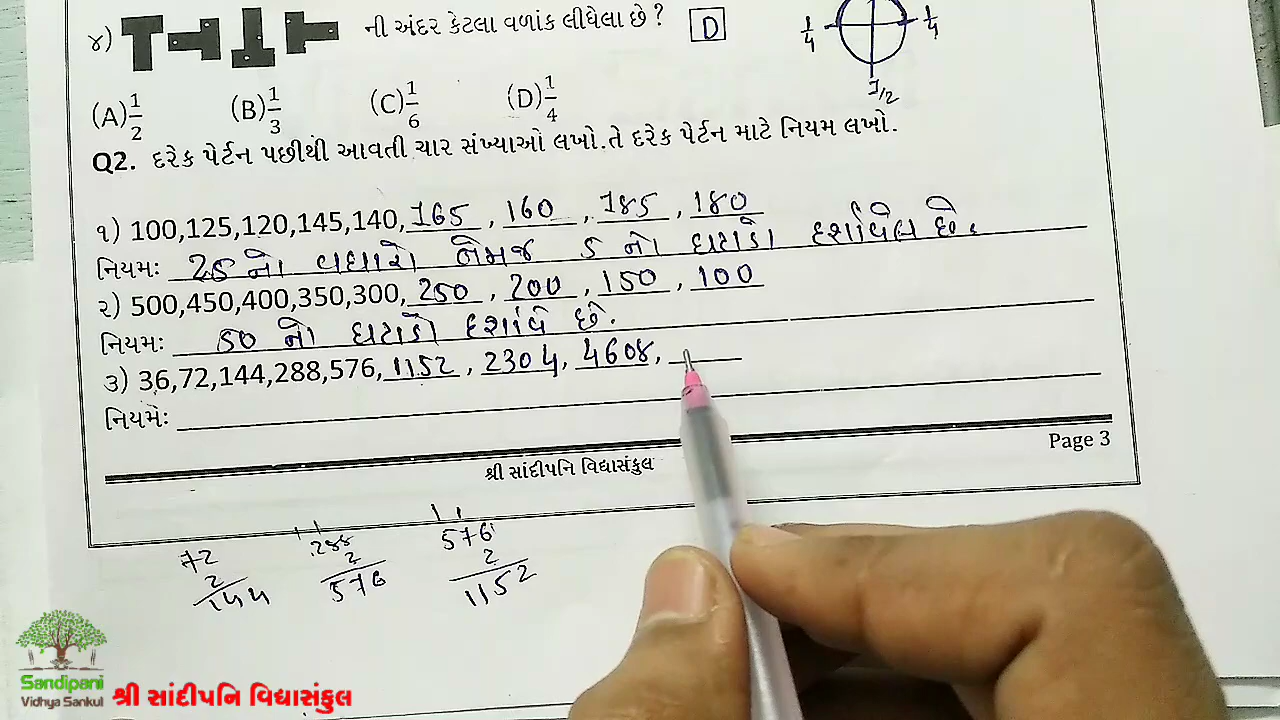 ૪) ની અંદર કેટલા વળાંક લીધેલા છે ? D
1/4 1/4
1/2
(A) 1/2 (B) 1/3 (C) 1/6 (D) 1/4
Q2. દરેક પેર્ટન પછીથી આવતી ચાર સંખ્યાઓ લખો.તે દરેક પેર્ટન માટે નિયમ લખો.
૧) 100,125,120,145,140, 165 , 160 , 185 , 180
નિયમઃ 25 નો વધારો તેમજ 5 નો ઘટાડો દર્શાવેલ છે.
૨) 500,450,400,350,300, 250 , 200 , 150 , 100
નિયમઃ 50 નો ઘટાડો દર્શાવે છે.
૩) 36,72,144,288,576, 1152 , 2304, 4608,
નિયમઃ
Page 3
શ્રી સાંદીપનિ વિદ્યાસંકુલ
72 288 576
2 2 2
144 576 1152
Sandipani
Vidhya Sankul
શ્રી સાંદીપનિ વિદ્યાસંકુલ